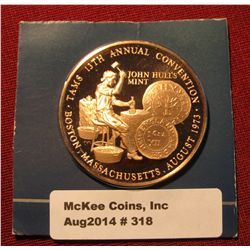 TAMS 13TH ANNUAL CONVENTION
BOSTON, MASSACHUSETTS, AUGUST 1973
JOHN HULL'S
MINT
McKee Coins, Inc
Aug2014 # 318